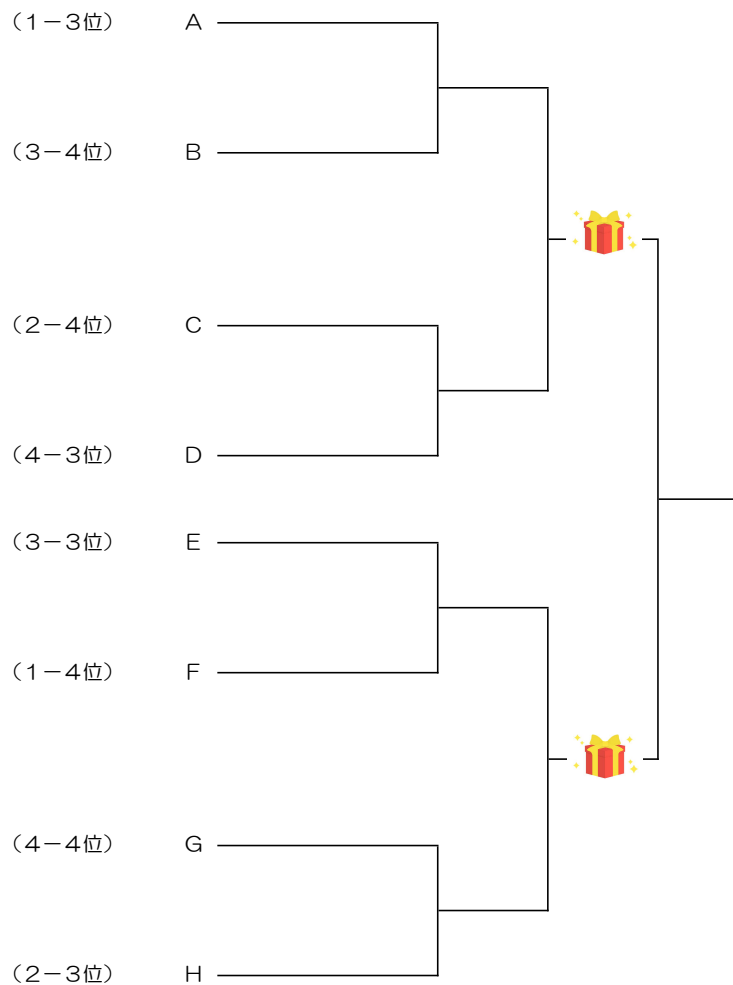 （１－３位） Ａ
（３－４位） Ｂ
（２－４位） Ｃ
（４－３位） Ｄ
（３－３位） Ｅ
（１－４位） Ｆ
（４－４位） Ｇ
（２－３位） Ｈ